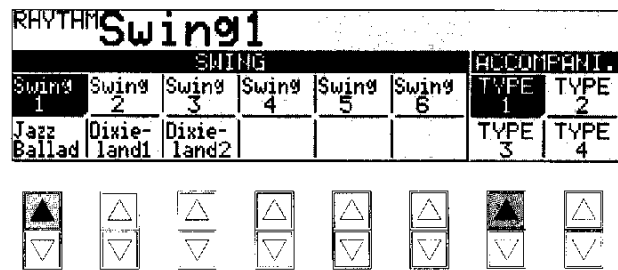 RHYTHM Swing1
SWING ACCOMPANI.
Swing 1 Swing 2 Swing 3 Swing 4 Swing 5 Swing 6 TYPE 1 TYPE 2
Jazz Ballad Dixie-land1 Dixie-land2 TYPE 3 TYPE 4